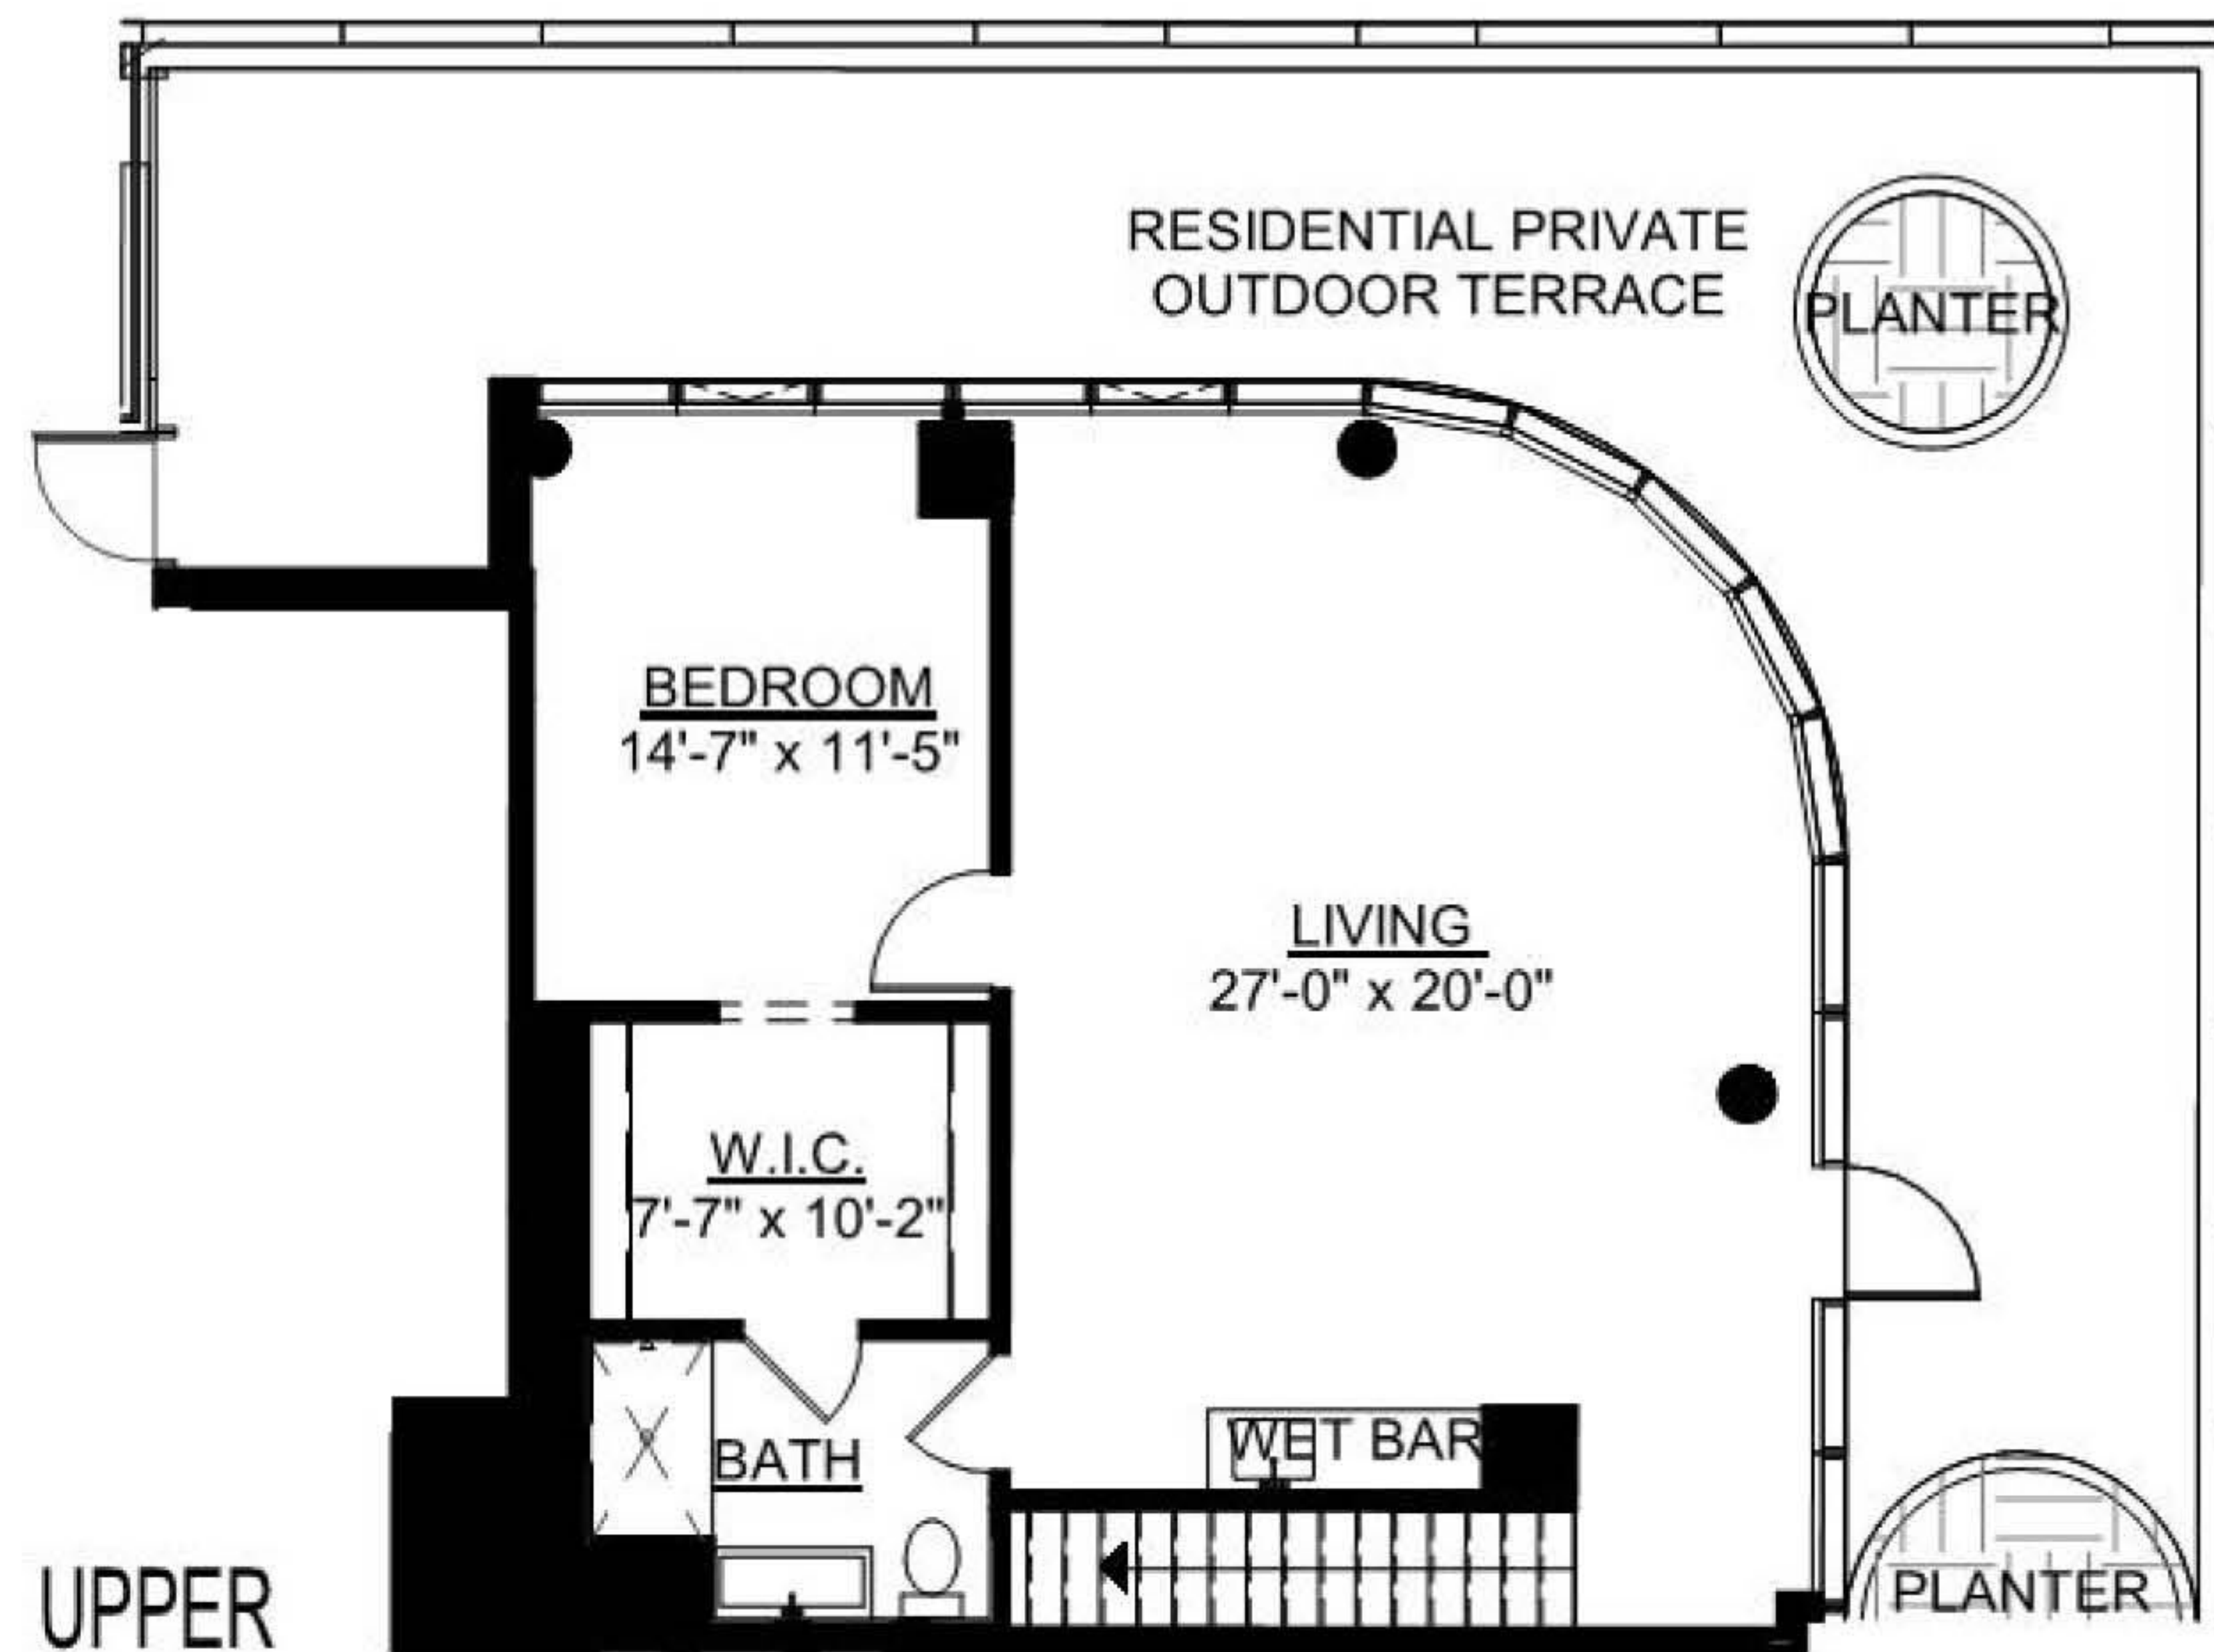 RESIDENTIAL PRIVATE
OUTDOOR TERRACE
PLANTER
BEDROOM
14'-7" x 11'-5"
LIVING
27'-0" x 20'-0"
W.I.C.
7'-7" x 10'-2"
WET BAR
BATH
PLANTER
UPPER